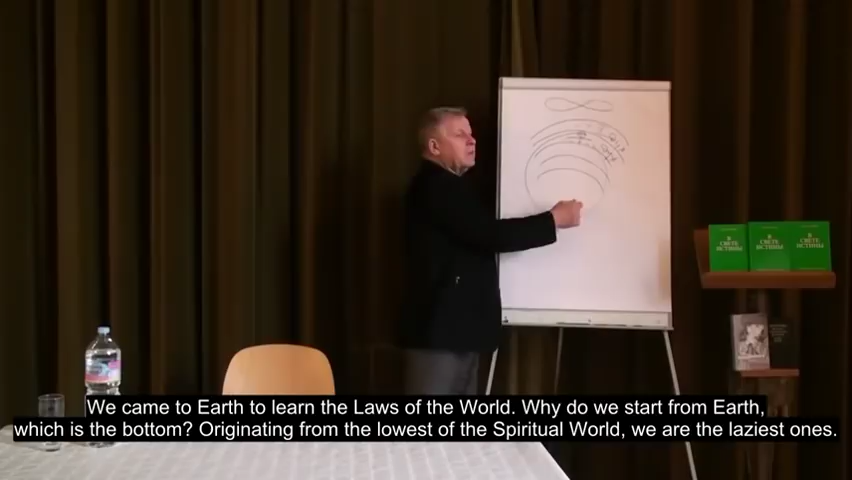 В
СВЕТЕ
ИСТИНЫ
В
СВЕТЕ
ИСТИНЫ
В
СВЕТЕ
ИСТИНЫ
We came to Earth to learn the Laws of the World. Why do we start from Earth,
which is the bottom? Originating from the lowest of the Spiritual World, we are the laziest ones.